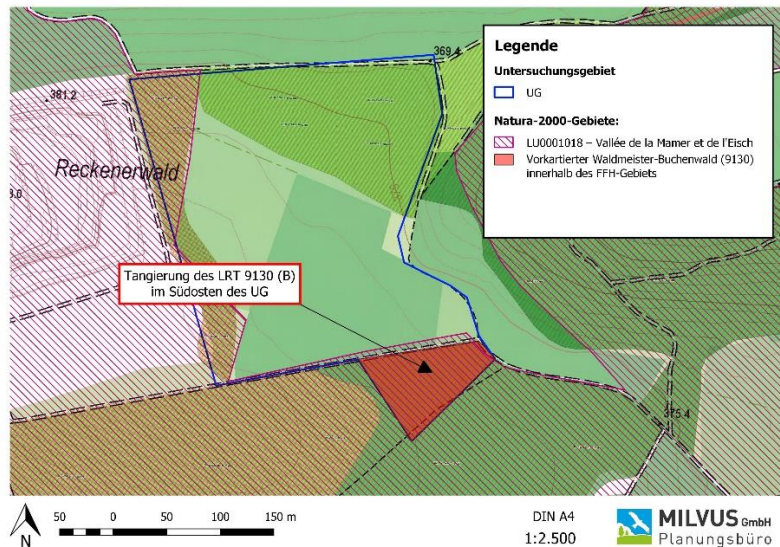 369.4
381.2
Reckenerwald
3.0
Legende
Untersuchungsgebiet
UG
Natura-2000-Gebiete:
LU0001018 – Vallée de la Mamer et de l'Eisch
Vorkartierter Waldmeister-Buchenwald (9130)
innerhalb des FFH-Gebiets
Tangierung des LRT 9130 (B)
im Südosten des UG
375.4
N
50 0 50 100 150 m
DIN A4
1:2.500
MILVUS GmbH
Planungsbüro